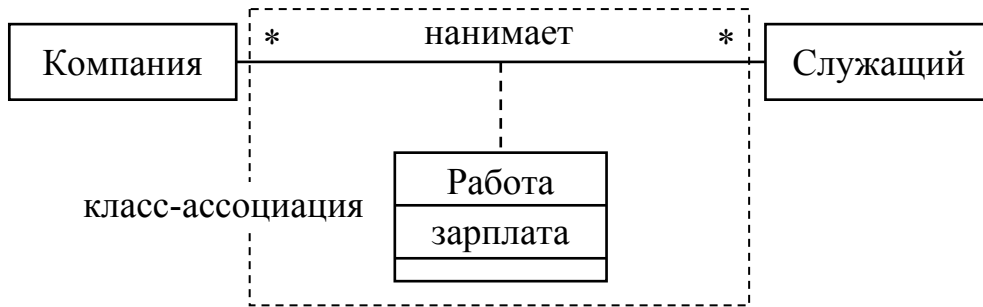 * нанимает *
Компания Служащий
Работа
класс-ассоциация
зарплата